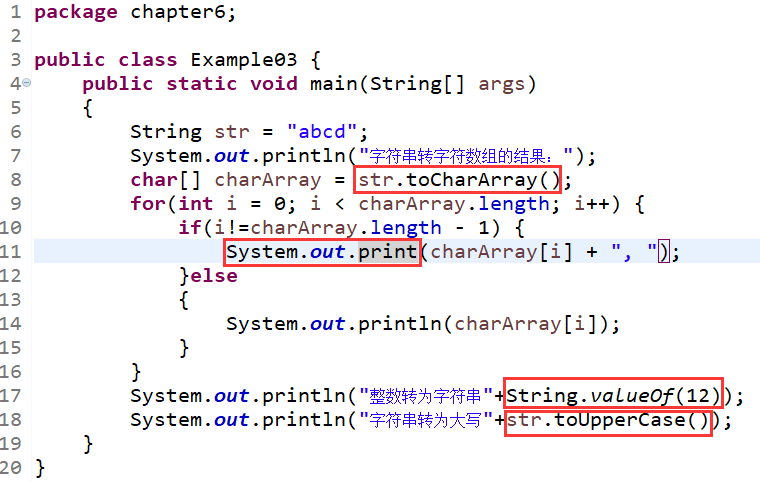 1 package chapter6;
2
3 public class Example03 {
4     public static void main(String[] args)
5     {
6         String str = "abcd";
7         System.out.println("字符串转字符数组的结果：");
8         char[] charArray = str.toCharArray();
9         for(int i = 0; i < charArray.length; i++) {
10             if(i!=charArray.length - 1) {
11                 System.out.print(charArray[i] + ", ");
12             }else
13             {
14                 System.out.println(charArray[i]);
15             }
16         }
17         System.out.println("整数转为字符串"+String.valueOf(12));
18         System.out.println("字符串转为大写"+str.toUpperCase());
19     }
20 }